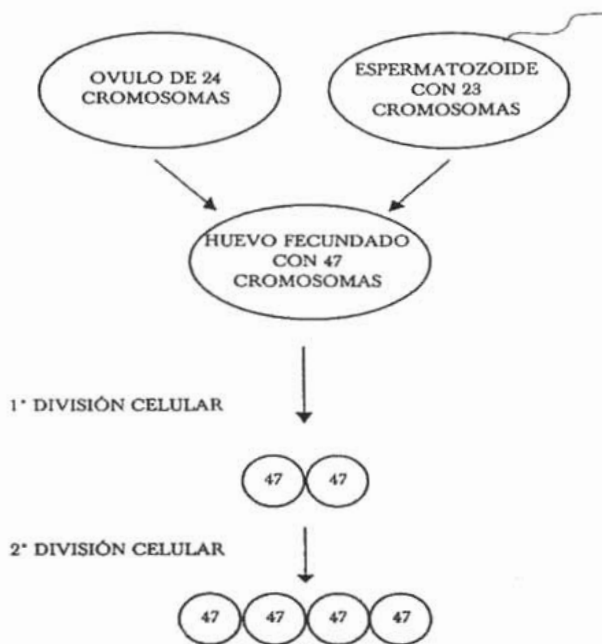 OVULO DE 24
CROMOSOMAS
ESPERMATOZOIDE
CON 23
CROMOSOMAS
HUEVO FECUNDADO
CON 47
CROMOSOMAS
1° DIVISIÓN CELULAR
47 47
2° DIVISIÓN CELULAR
47 47 47 47